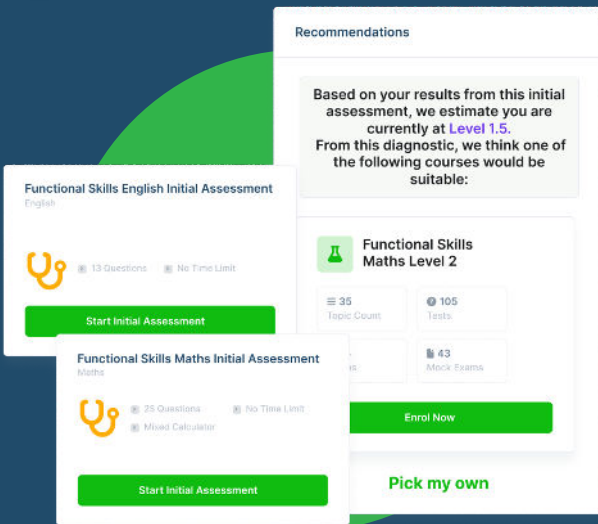 Recommendations
Based on your results from this initial
assessment, we estimate you are
currently at Level 1.5.
From this diagnostic, we think one of
the following courses would be
suitable:
Functional Skills
Maths Level 2
35
Topic Count
105
Tests
43
Mock Exams
Enrol Now
Pick my own
Functional Skills English Initial Assessment
English
13 Questions
No Time Limit
Start Initial Assessment
Functional Skills Maths Initial Assessment
Maths
25 Questions
No Time Limit
Mixed Calculator
Start Initial Assessment